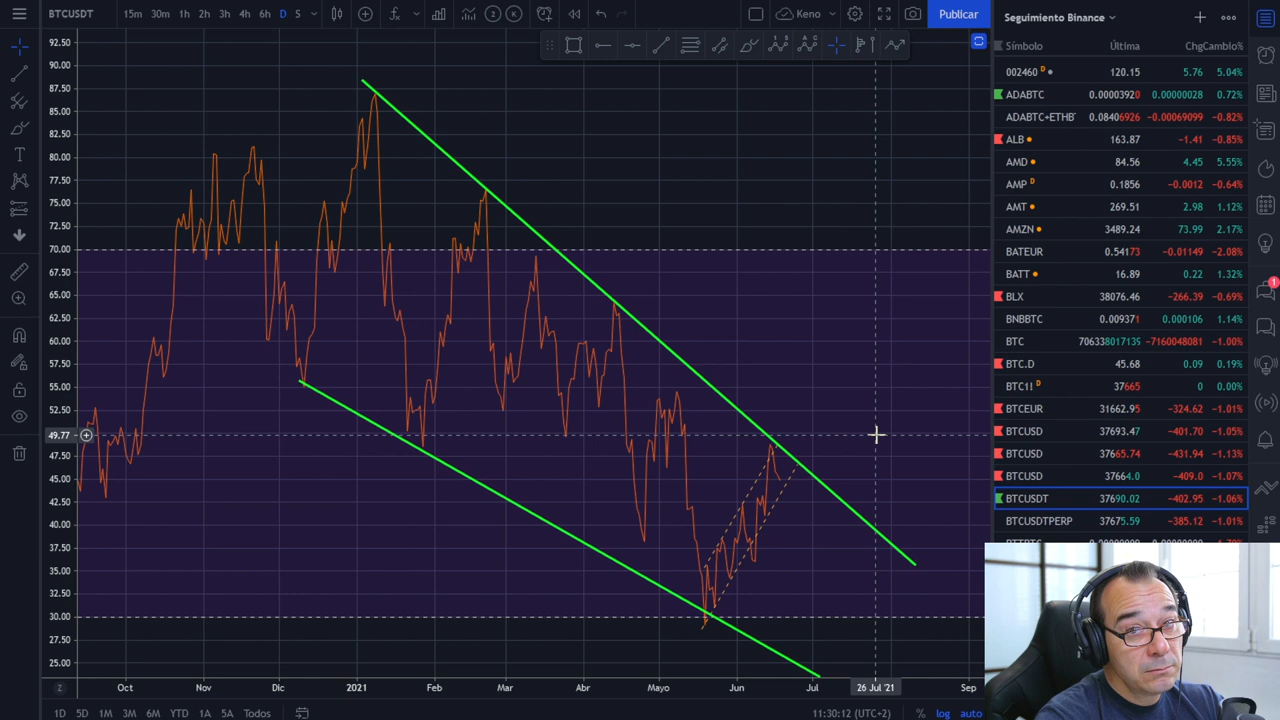 BTCUSDT 15m 30m 1h 2h 3h 4h 6h D S 2 K Keno Publicar
Seguimiento Binance
Símbolo Última Chg Cambio%
002460 D 120.15 5.76 5.04%
ADABTC 0.00003920 0.00000028 0.72%
ADABTC+ETHB 0.08406926 −0.00069099 −0.82%
ALB 163.87 −1.41 −0.85%
AMD 84.56 4.45 5.55%
AMP D 0.1856 −0.0012 −0.64%
AMT 269.51 2.98 1.12%
AMZN 3489.24 73.99 2.17%
BATEUR 0.54173 −0.01149 −2.08%
BATT 16.89 0.22 1.32%
BLX 38076.46 −266.39 −0.69%
BNBBTC 0.009371 0.000106 1.14%
BTC −7160048081 −1.00%
BTC.D 45.68 0.09 0.19%
BTC1! D 37665 0 0.00%
BTCEUR 31662.95 −324.62 −1.01%
BTCUSD 37693.47 −401.70 −1.05%
BTCUSD 37665.74 −431.94 −1.13%
BTCUSD 37664.0 −409.0 −1.07%
BTCUSDT 37690.02 −402.95 −1.06%
BTCUSDTPERP 37675.59 −385.12 −1.01%
1
92.50
90.00
87.50
85.00
82.50
80.00
77.50
75.00
72.50
70.00
67.50
65.00
62.50
60.00
57.50
55.00
52.50
49.77
47.50
45.00
42.50
40.00
37.50
35.00
32.50
30.00
27.50
25.00
Z Oct Nov Dic 2021 Feb Mar Abr Mayo Jun Jul 26 Jul '21 Sep
1D 5D 1M 3M 6M YTD 1A 5A Todos 11:30:12 (UTC+2) % log auto